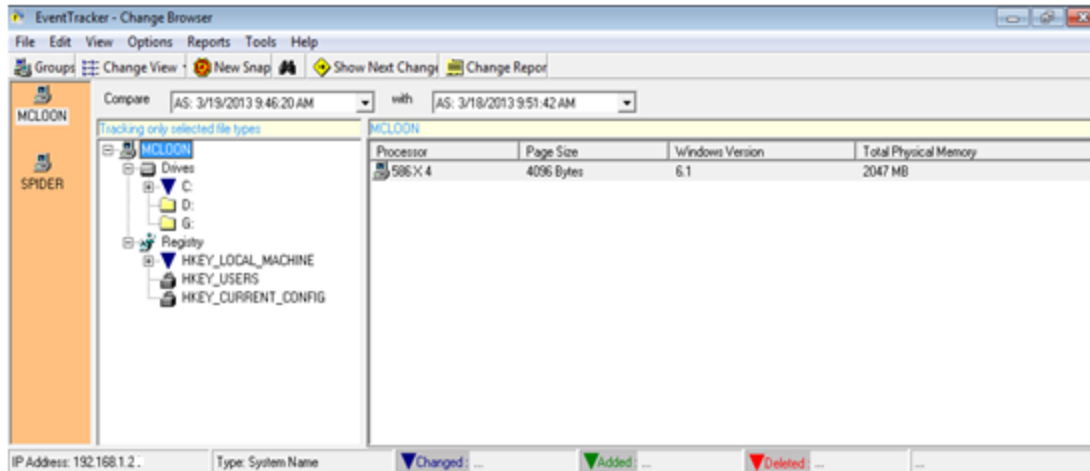 EventTracker - Change Browser
File Edit View Options Reports Tools Help
Groups Change View New Snap Show Next Change Change Repor
MCLOON
SPIDER
Compare AS: 3/19/2013 9:46:20 AM with AS: 3/18/2013 9:51:42 AM
Tracking only selected file types
MCLOON
Drives
C:
D:
G:
Registry
HKEY_LOCAL_MACHINE
HKEY_USERS
HKEY_CURRENT_CONFIG
MCLOON
Processor Page Size Windows Version Total Physical Memory
586 X 4 4096 Bytes 6.1 2047 MB
IP Address: 192.168.1.2. Type: System Name Changed: ... Added: ... Deleted: ... ...